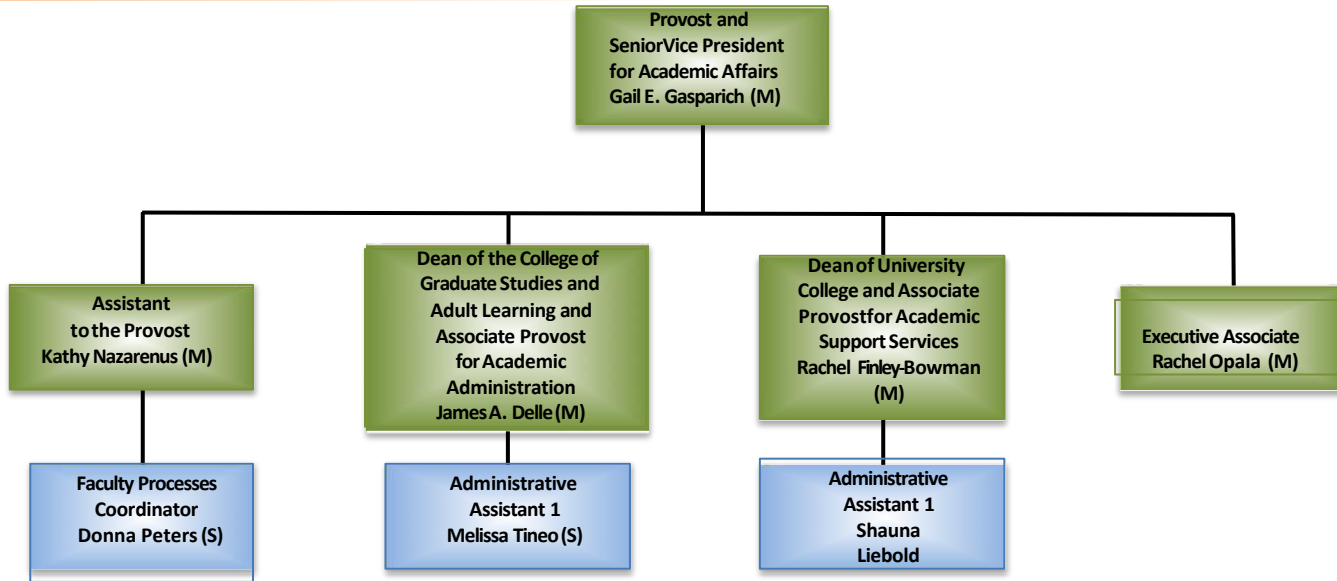 Provost and
SeniorVice President
for Academic Affairs
Gail E. Gasparich (M)
Assistant
to the Provost
Kathy Nazarenus (M)
Dean of the College of
Graduate Studies and
Adult Learning and
Associate Provost
for Academic
Administration
James A. Delle (M)
Dean of University
College and Associate
Provostfor Academic
Support Services
Rachel Finley-Bowman
(M)
Executive Associate
Rachel Opala (M)
Faculty Processes
Coordinator
Donna Peters (S)
Administrative
Assistant 1
Melissa Tineo (S)
Administrative
Assistant 1
Shauna
Liebold